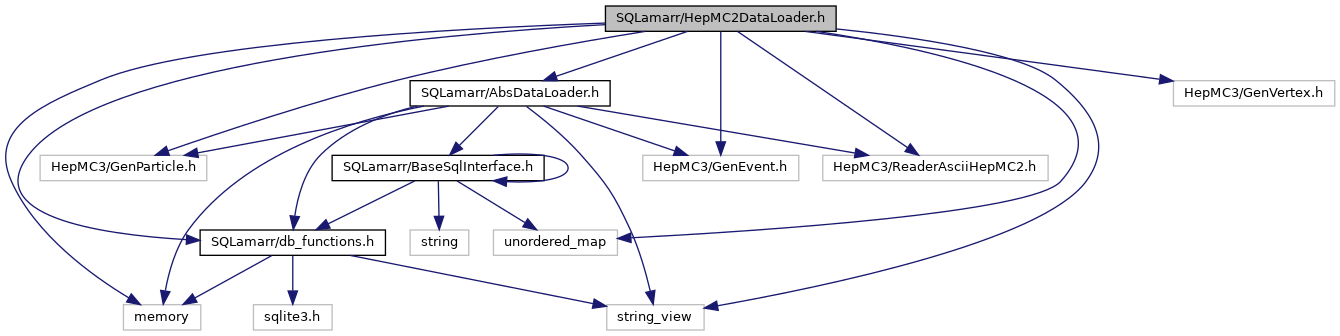 SQLamarr/HepMC2DataLoader.h
SQLamarr/AbsDataLoader.h
HepMC3/GenVertex.h
HepMC3/GenParticle.h
SQLamarr/BaseSqlInterface.h
HepMC3/GenEvent.h
HepMC3/ReaderAsciiHepMC2.h
SQLamarr/db_functions.h
string
unordered_map
memory
sqlite3.h
string_view